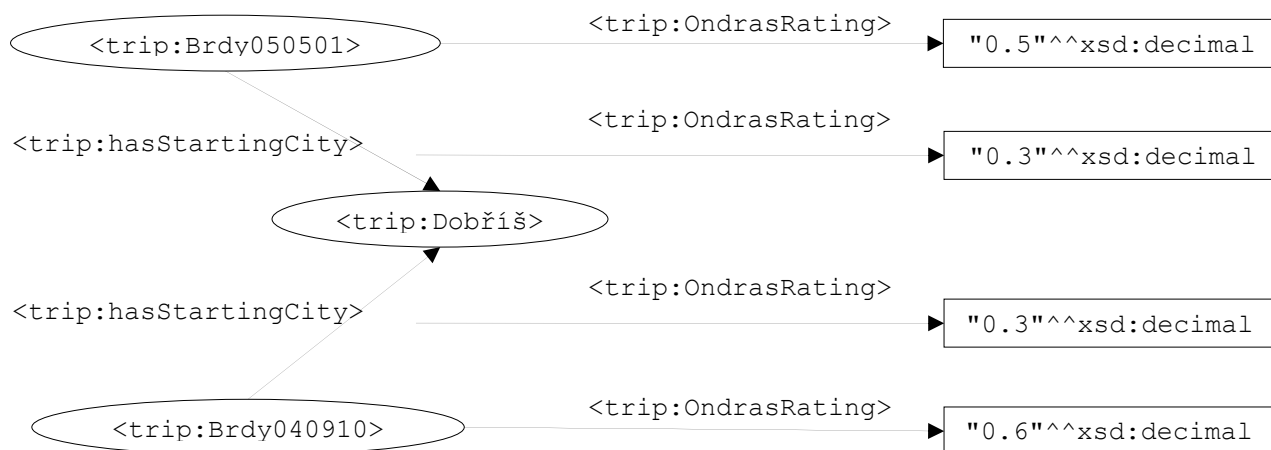 <trip:OndrasRating>
<trip:Brdy050501>
"0.5"^^xsd:decimal
<trip:OndrasRating>
<trip:hasStartingCity>
"0.3"^^xsd:decimal
<trip:Dobříš>
<trip:OndrasRating>
<trip:hasStartingCity>
"0.3"^^xsd:decimal
<trip:OndrasRating>
<trip:Brdy040910>
"0.6"^^xsd:decimal